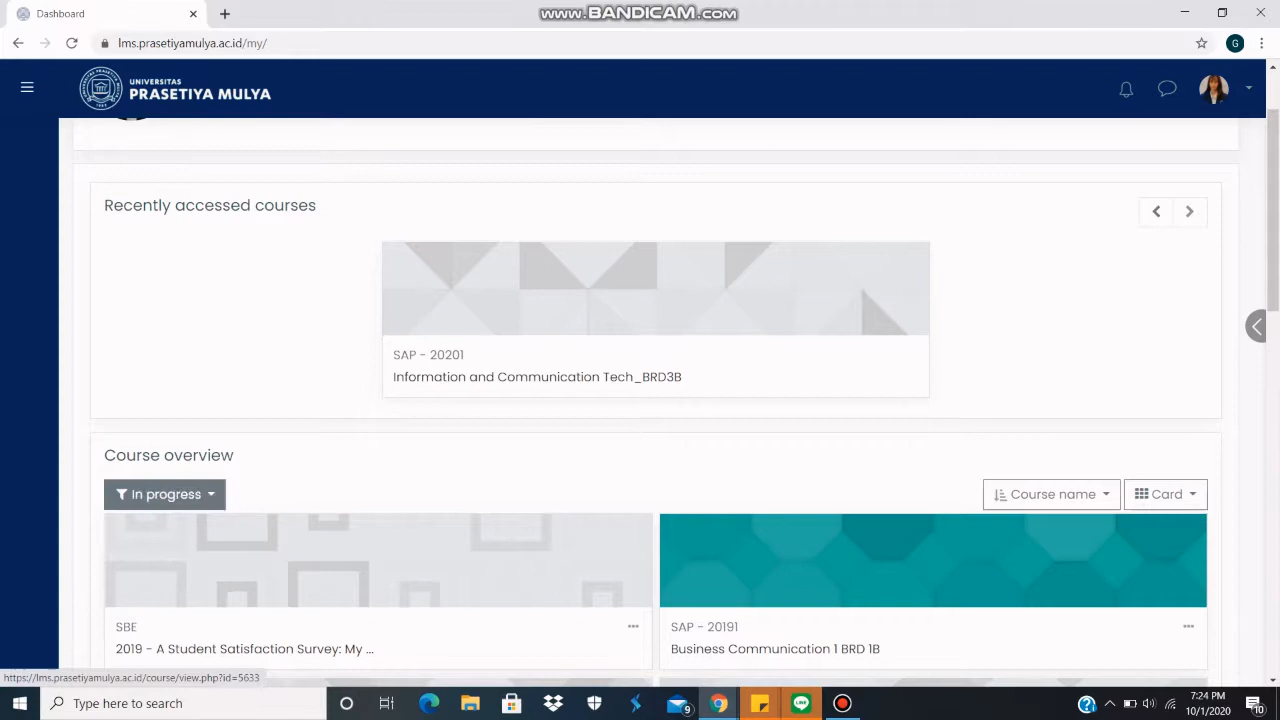 Dashboard
www.BANDICAM.com
lms.prasetiyamulya.ac.id/my/
G
UNIVERSITAS
PRASETIYA MULYA
Recently accessed courses
SAP - 20201
Information and Communication Tech_BRD3B
Course overview
In progress
Course name
Card
SBE
2019 - A Student Satisfaction Survey: My ...
SAP - 20191
Business Communication 1 BRD 1B
https://lms.prasetiyamulya.ac.id/course/view.php?id=5633
Type here to search
9
7:24 PM
10/1/2020
10